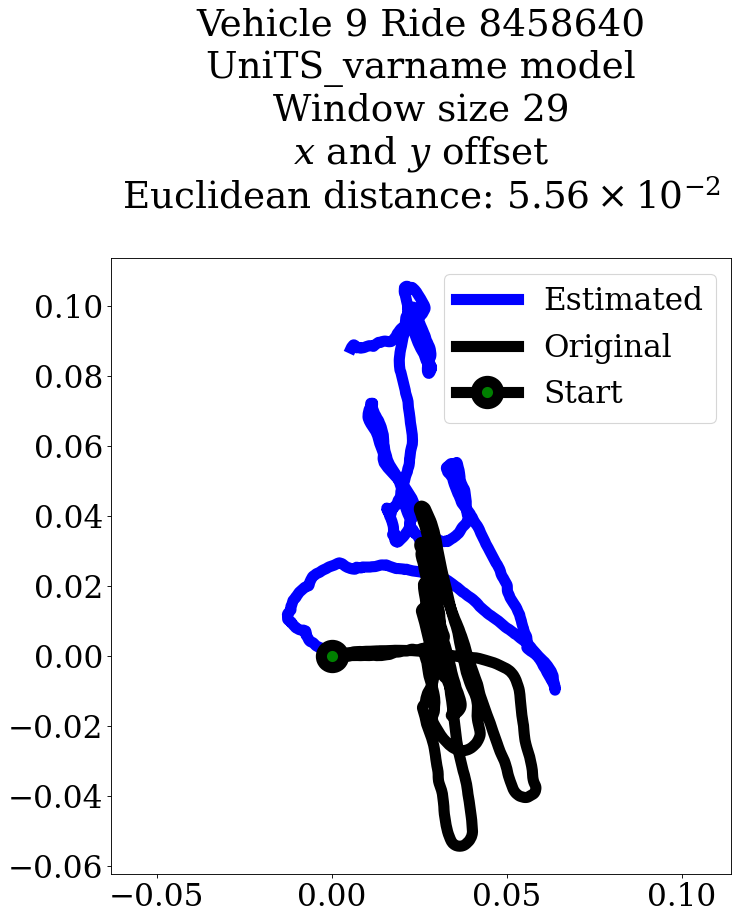 Vehicle 9 Ride 8458640
UniTS_varname model
Window size 29
x and y offset
Euclidean distance: 5.56 × 10⁻²
Estimated
Original
Start
0.10
0.08
0.06
0.04
0.02
0.00
−0.02
−0.04
−0.06
−0.05 0.00 0.05 0.10